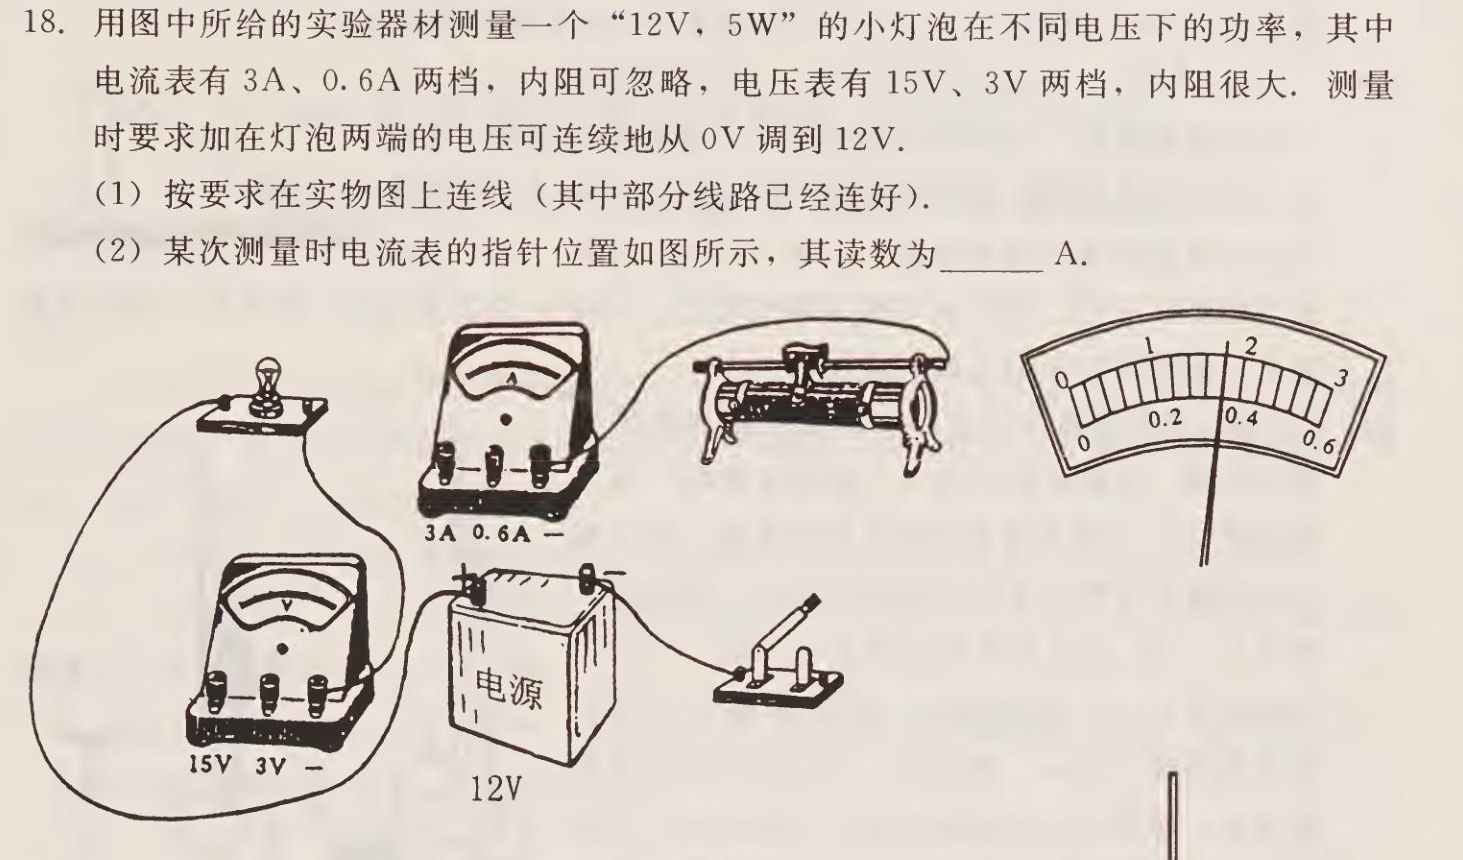 18. 用图中所给的实验器材测量一个“12V，5W”的小灯泡在不同电压下的功率，其中
电流表有 3A、0.6A 两档，内阻可忽略，电压表有 15V、3V 两档，内阻很大．测量
时要求加在灯泡两端的电压可连续地从 0V 调到 12V．
(1) 按要求在实物图上连线（其中部分线路已经连好）．
(2) 某次测量时电流表的指针位置如图所示，其读数为______ A．
A
3A 0.6A —
0 1 2 3
0 0.2 0.4 0.6
V
15V 3V —
+ —
电源
12V